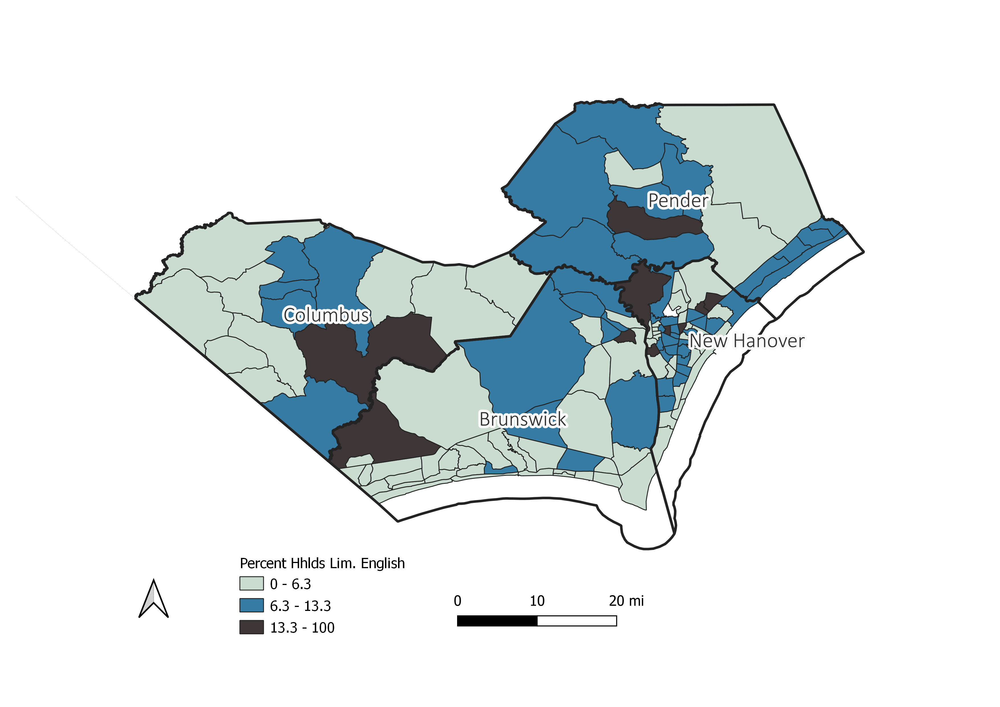 Pender
Columbus
New Hanover
Brunswick
Percent Hhlds Lim. English
0 - 6.3
6.3 - 13.3
13.3 - 100
0 10 20 mi